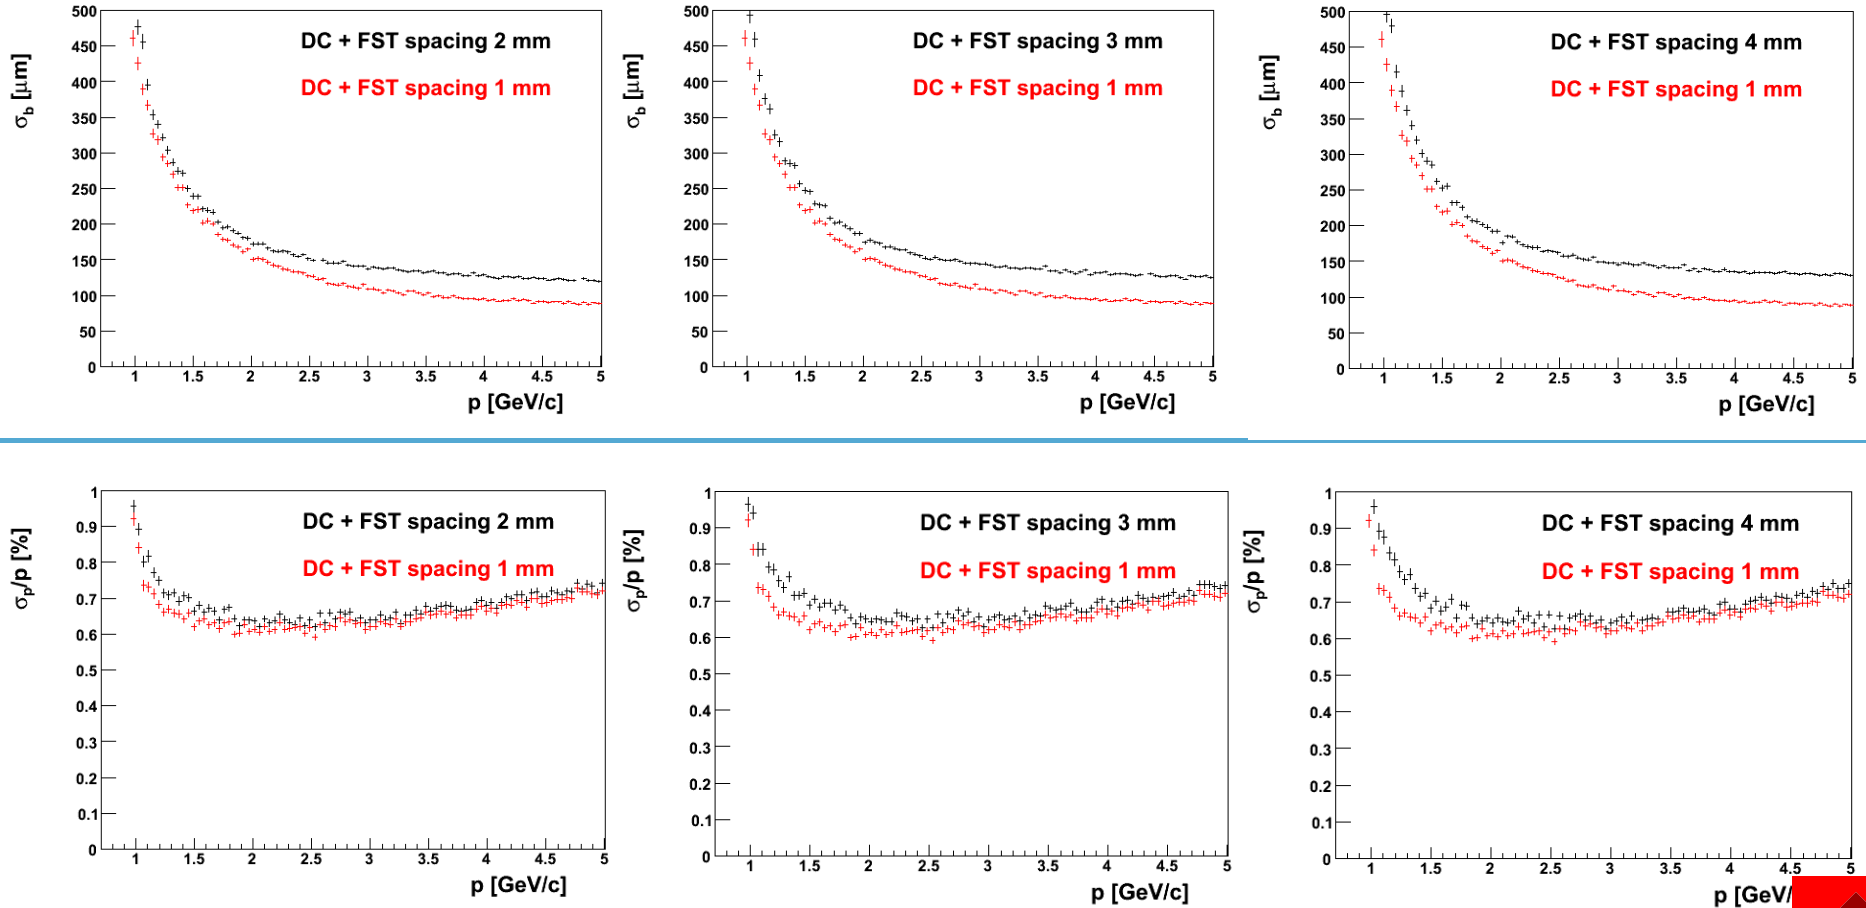 500
450
400
350
300
250
200
150
100
50
0
σb [μm]
DC + FST spacing 2 mm
DC + FST spacing 1 mm
1 1.5 2 2.5 3 3.5 4 4.5 5
p [GeV/c]
500
450
400
350
300
250
200
150
100
50
0
σb [μm]
DC + FST spacing 3 mm
DC + FST spacing 1 mm
1 1.5 2 2.5 3 3.5 4 4.5 5
p [GeV/c]
500
450
400
350
300
250
200
150
100
50
0
σb [μm]
DC + FST spacing 4 mm
DC + FST spacing 1 mm
1 1.5 2 2.5 3 3.5 4 4.5 5
p [GeV/c]
1
0.9
0.8
0.7
0.6
0.5
0.4
0.3
0.2
0.1
0
σp/p [%]
DC + FST spacing 2 mm
DC + FST spacing 1 mm
1 1.5 2 2.5 3 3.5 4 4.5 5
p [GeV/c]
1
0.9
0.8
0.7
0.6
0.5
0.4
0.3
0.2
0.1
0
σp/p [%]
DC + FST spacing 3 mm
DC + FST spacing 1 mm
1 1.5 2 2.5 3 3.5 4 4.5 5
p [GeV/c]
1
0.9
0.8
0.7
0.6
0.5
0.4
0.3
0.2
0.1
0
σp/p [%]
DC + FST spacing 4 mm
DC + FST spacing 1 mm
1 1.5 2 2.5 3 3.5 4 4.5 5
p [GeV/